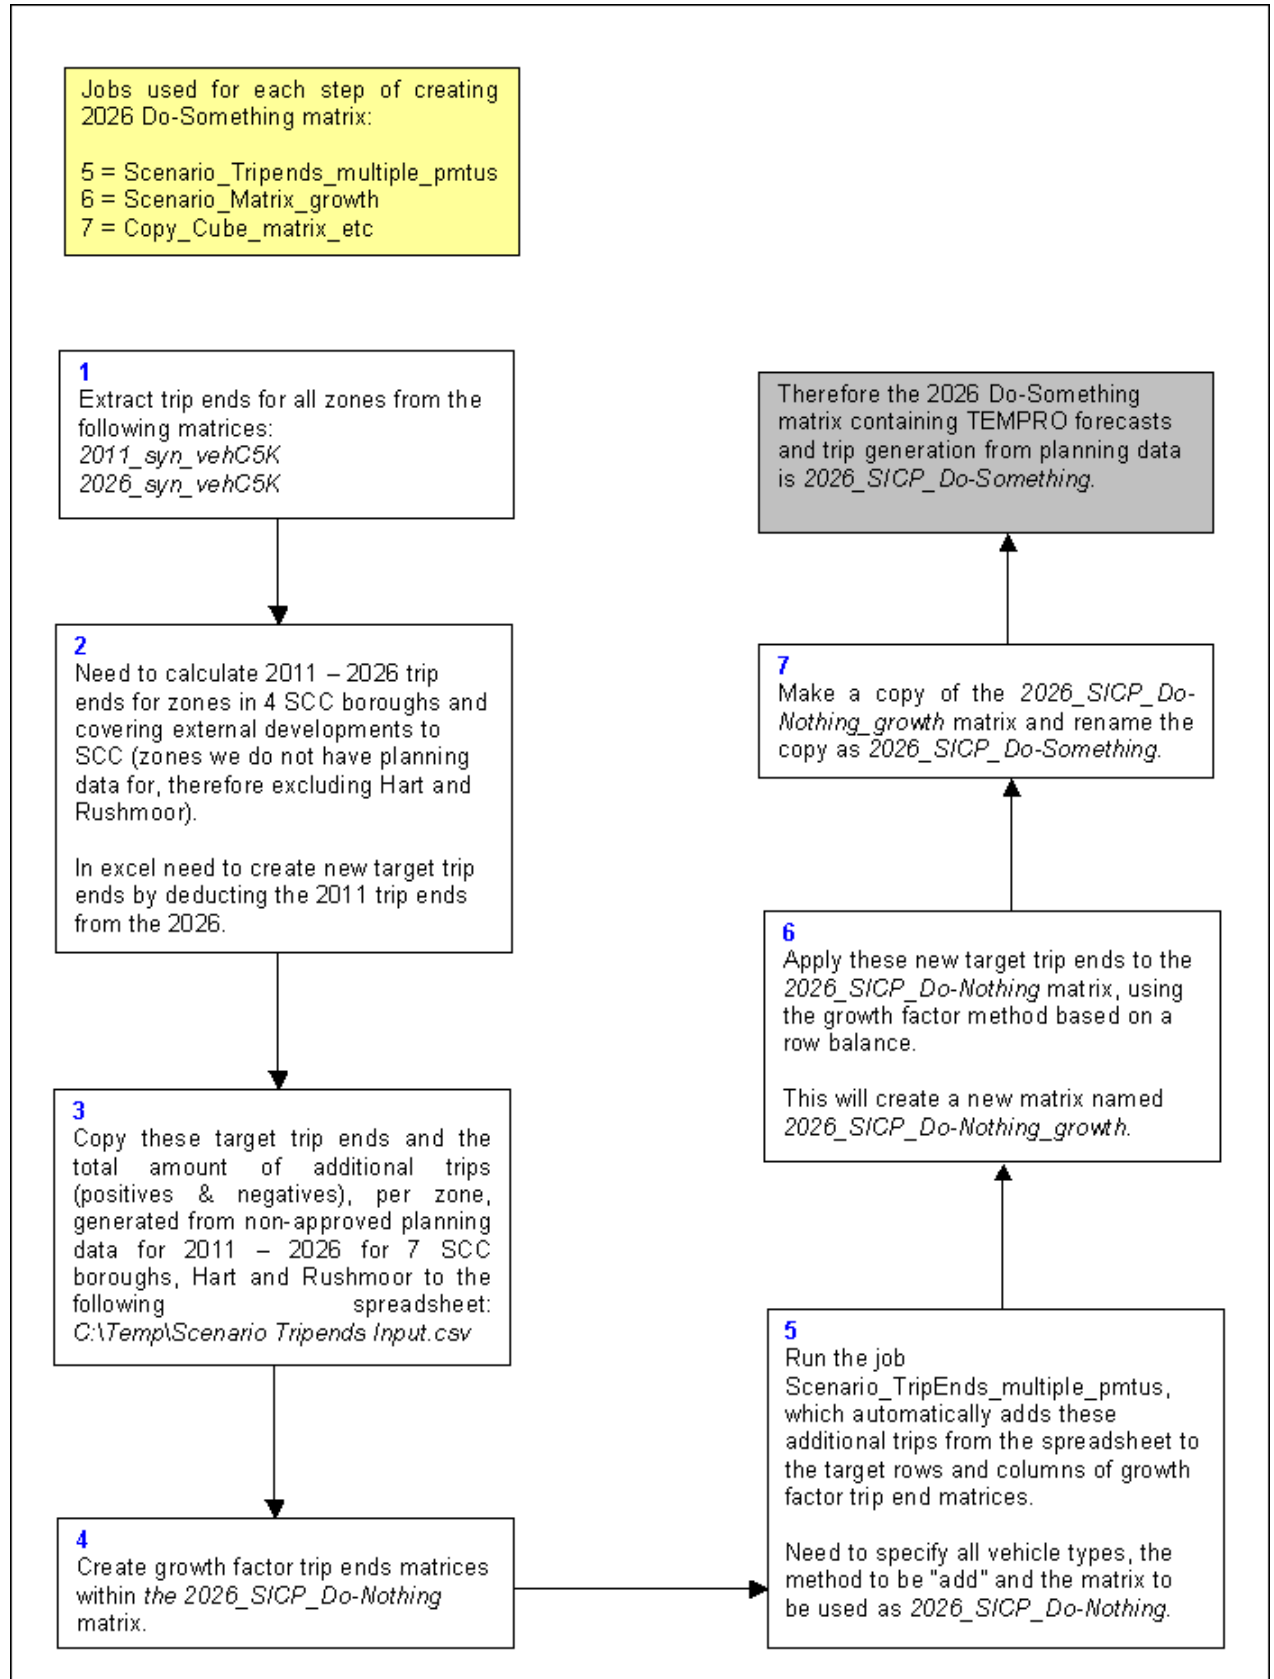 Jobs used for each step of creating
2026 Do-Something matrix:
5 = Scenario_Tripends_multiple_pmtus
6 = Scenario_Matrix_growth
7 = Copy_Cube_matrix_etc
1
Extract trip ends for all zones from the
following matrices:
2011_syn_vehC5K
2026_syn_vehC5K
2
Need to calculate 2011 – 2026 trip
ends for zones in 4 SCC boroughs and
covering external developments to
SCC (zones we do not have planning
data for, therefore excluding Hart and
Rushmoor).
In excel need to create new target trip
ends by deducting the 2011 trip ends
from the 2026.
3
Copy these target trip ends and the
total amount of additional trips
(positives & negatives), per zone,
generated from non-approved planning
data for 2011 – 2026 for 7 SCC
boroughs, Hart and Rushmoor to the
following spreadsheet:
C:\Temp\Scenario Tripends Input.csv
4
Create growth factor trip ends matrices
within the 2026_SICP_Do-Nothing
matrix.
5
Run the job
Scenario_TripEnds_multiple_pmtus,
which automatically adds these
additional trips from the spreadsheet to
the target rows and columns of growth
factor trip end matrices.
Need to specify all vehicle types, the
method to be "add" and the matrix to
be used as 2026_SICP_Do-Nothing.
6
Apply these new target trip ends to the
2026_SICP_Do-Nothing matrix, using
the growth factor method based on a
row balance.
This will create a new matrix named
2026_SICP_Do-Nothing_growth.
7
Make a copy of the 2026_SICP_Do-
Nothing_growth matrix and rename the
copy as 2026_SICP_Do-Something.
Therefore the 2026 Do-Something
matrix containing TEMPRO forecasts
and trip generation from planning data
is 2026_SICP_Do-Something.